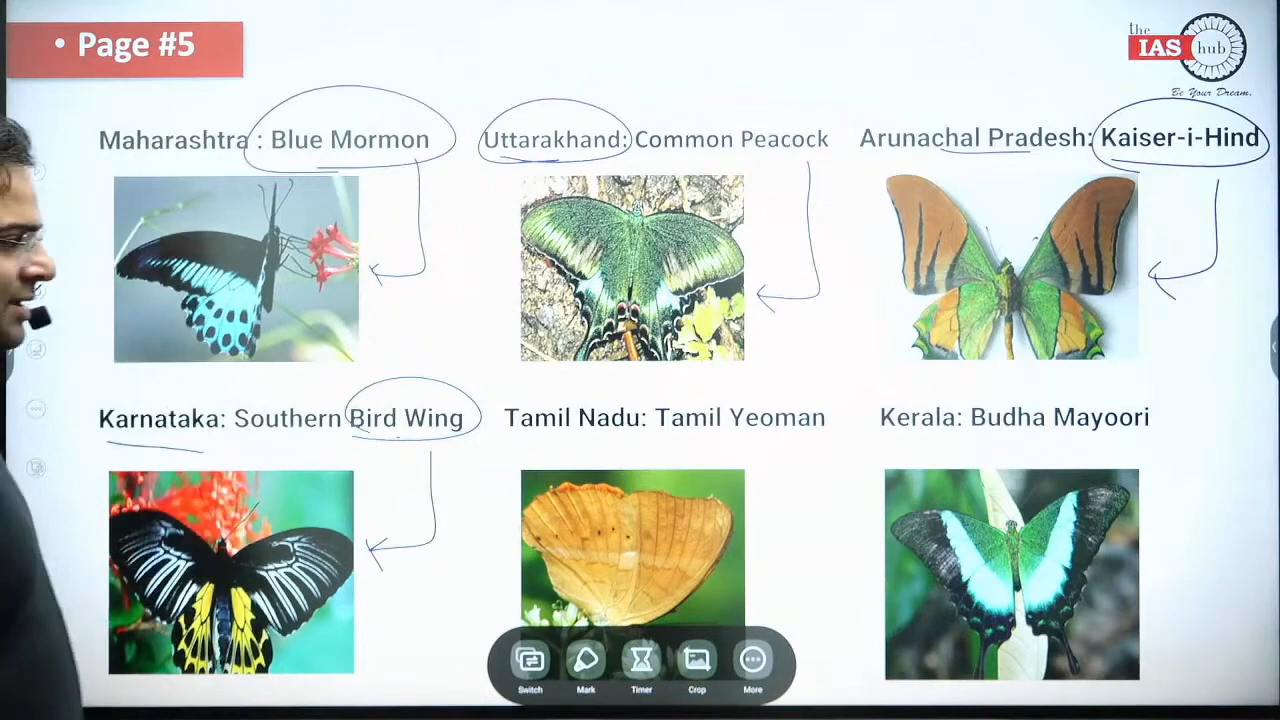 • Page #5
the
IAS hub
Be Your Dream.
Maharashtra : Blue Mormon
Uttarakhand: Common Peacock
Arunachal Pradesh: Kaiser-i-Hind
Karnataka: Southern Bird Wing
Tamil Nadu: Tamil Yeoman
Kerala: Budha Mayoori
Switch
Mark
Timer
Crop
More